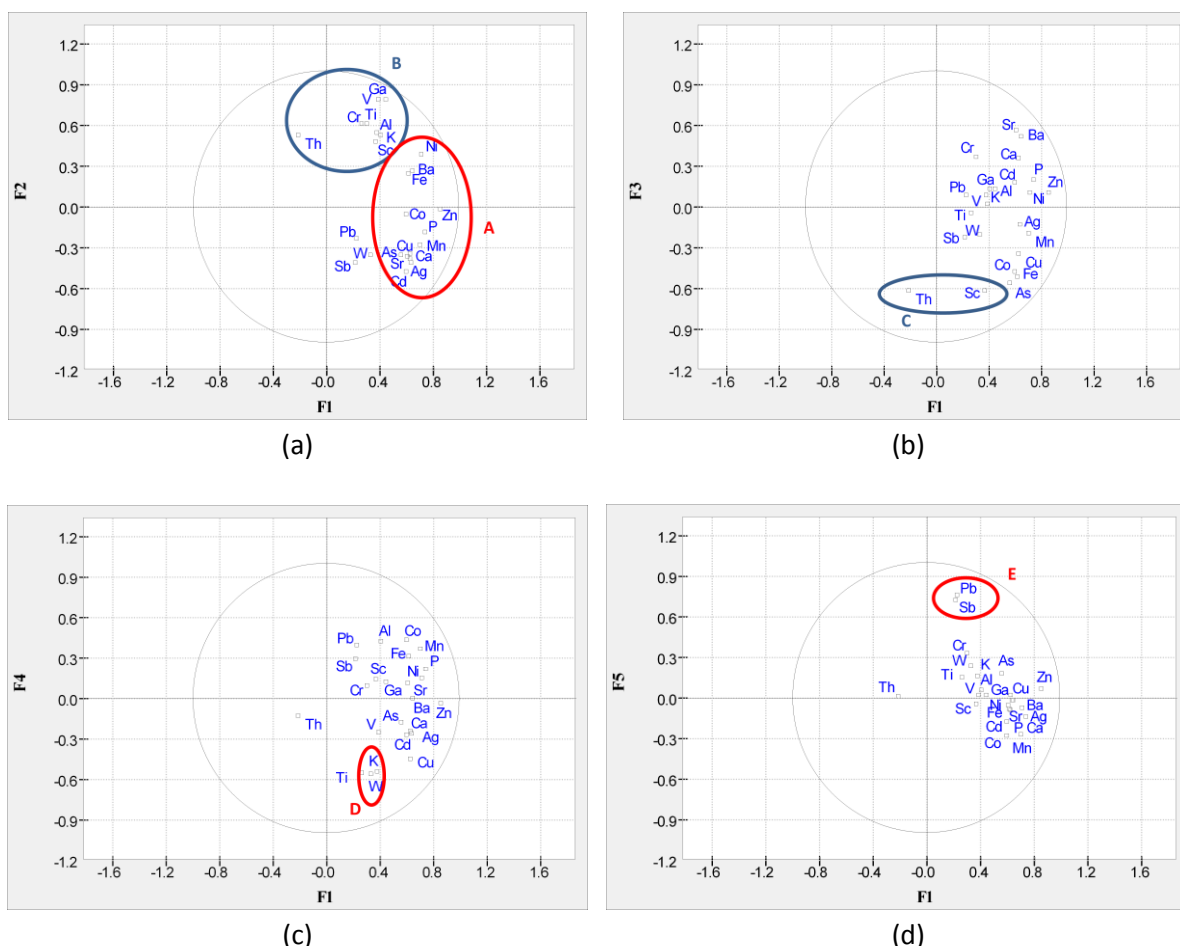 1.2
0.9
0.6
0.3
0.0
-0.3
-0.6
-0.9
-1.2
F2
B
Ga
V
Cr Ti
Al
K
Th
Sc
Ni
Ba
Fe
Co Zn
P
A
Pb
W As Cu Mn
Ca
Sb Sr Ag
Cd
-1.6 -1.2 -0.8 -0.4 -0.0 0.4 0.8 1.2 1.6
F1
(a)
1.2
0.9
0.6
0.3
0.0
-0.3
-0.6
-0.9
-1.2
F3
Sr
Ba
Cr Ca
P
Cd Zn
Ga
Pb Al
V K Ni
Ti
Ag
W
Sb Mn
Cu
Co Fe
Th Sc As
C
-1.6 -1.2 -0.8 -0.4 -0.0 0.4 0.8 1.2 1.6
F1
(b)
1.2
0.9
0.6
0.3
0.0
-0.3
-0.6
-0.9
-1.2
F4
Al Co
Pb Mn
Fe
Sb P
Sc Ni
Cr Ga Sr
Ba Zn
As
Th V Ca
Ag
Cd
K Cu
Ti
W
D
-1.6 -1.2 -0.8 -0.4 -0.0 0.4 0.8 1.2 1.6
F1
(c)
1.2
0.9
0.6
0.3
0.0
-0.3
-0.6
-0.9
-1.2
F5
E
Pb
Sb
Cr
W K As
Ti Al
Th V Ga Cu Zn
Sc Ni
Fe Sr Ba Ag
Cd P Ca
Co Mn
-1.6 -1.2 -0.8 -0.4 -0.0 0.4 0.8 1.2 1.6
F1
(d)